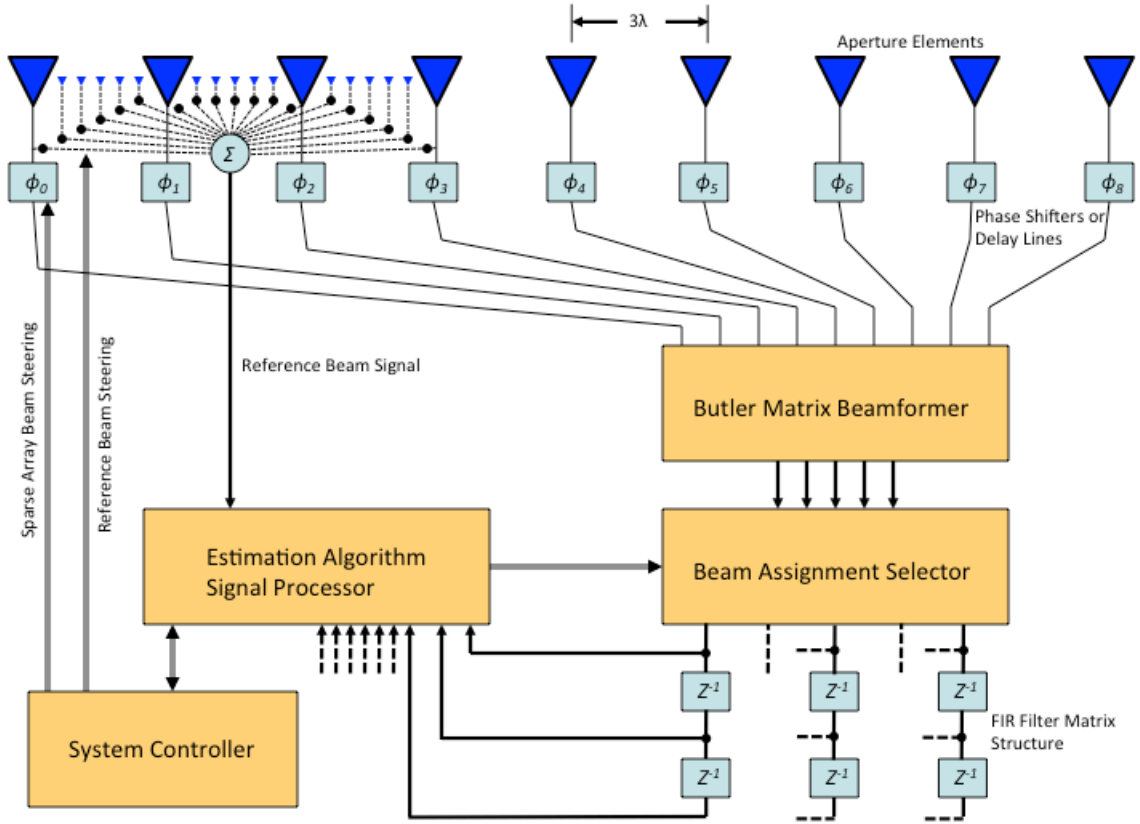 3λ
Aperture Elements
Σ
ϕ0
ϕ1
ϕ2
ϕ3
ϕ4
ϕ5
ϕ6
ϕ7
ϕ8
Phase Shifters or
Delay Lines
Sparse Array Beam Steering
Reference Beam Steering
Reference Beam Signal
Butler Matrix Beamformer
Estimation Algorithm
Signal Processor
Beam Assignment Selector
Z-1
Z-1
Z-1
System Controller
FIR Filter Matrix
Structure
Z-1
Z-1
Z-1